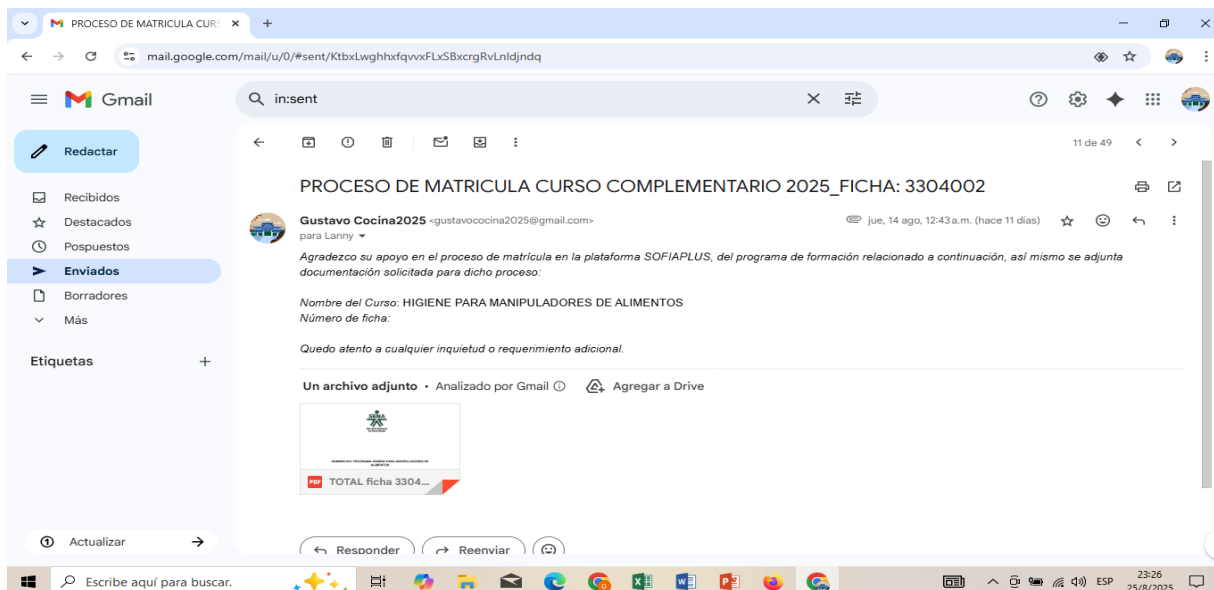 PROCESO DE MATRICULA CURS
mail.google.com/mail/u/0/#sent/KtbxLwghhxfqvvxFLxSBxcrgRvLnIdjndq
Gmail
in:sent
Redactar
11 de 49
PROCESO DE MATRICULA CURSO COMPLEMENTARIO 2025_FICHA: 3304002
Recibidos
Destacados
Pospuestos
Enviados
Borradores
Más
Etiquetas
Gustavo Cocina2025 <gustavococina2025@gmail.com>
jue, 14 ago, 12:43 a.m. (hace 11 días)
para Lanny
Agradezco su apoyo en el proceso de matrícula en la plataforma SOFIAPLUS, del programa de formación relacionado a continuación, así mismo se adjunta
documentación solicitada para dicho proceso:
Nombre del Curso: HIGIENE PARA MANIPULADORES DE ALIMENTOS
Número de ficha:
Quedo atento a cualquier inquietud o requerimiento adicional.
Un archivo adjunto • Analizado por Gmail
Agregar a Drive
SENA
PDF
TOTAL ficha 3304...
Actualizar
Responder
Reenviar
Escribe aquí para buscar.
ESP
23:26
25/8/2025